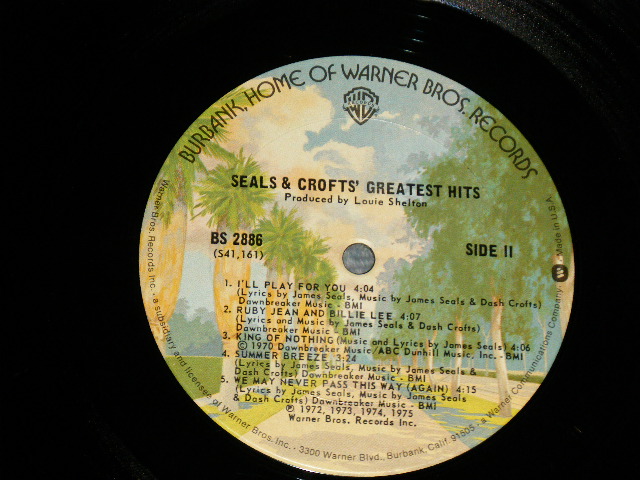 BURBANK, HOME OF WARNER BROS. RECORDS
SEALS & CROFTS' GREATEST HITS
Produced by Louie Shelton
BS 2886
(S41,161)
SIDE II
1. I'LL PLAY FOR YOU 4:04
(Lyrics by James Seals, Music by James Seals & Dash Crofts)
Dawnbreaker Music - BMI
2. RUBY JEAN AND BILLIE LEE 4:07
(Lyrics and Music by James Seals & Dash Crofts)
Dawnbreaker Music - BMI
3. KING OF NOTHING (Music and Lyrics by James Seals) 4:06
© 1970 Dawnbreaker Music/ABC Dunhill Music, Inc. - BMI
4. SUMMER BREEZE 3:24
(Lyrics by James Seals, Music by James Seals &
Dash Crofts) Dawnbreaker Music - BMI
5. WE MAY NEVER PASS THIS WAY (AGAIN) 4:15
(Lyrics by James Seals, Music by James Seals
& Dash Crofts) Dawnbreaker Music - BMI
℗ 1972, 1973, 1974, 1975
Warner Bros. Records Inc.
Warner Bros. Records Inc. • a subsidiary and licensee of Warner Bros. Inc. • 3300 Warner Blvd., Burbank, Calif. 91505 • a Warner Communications Company. W Made in U.S.A.